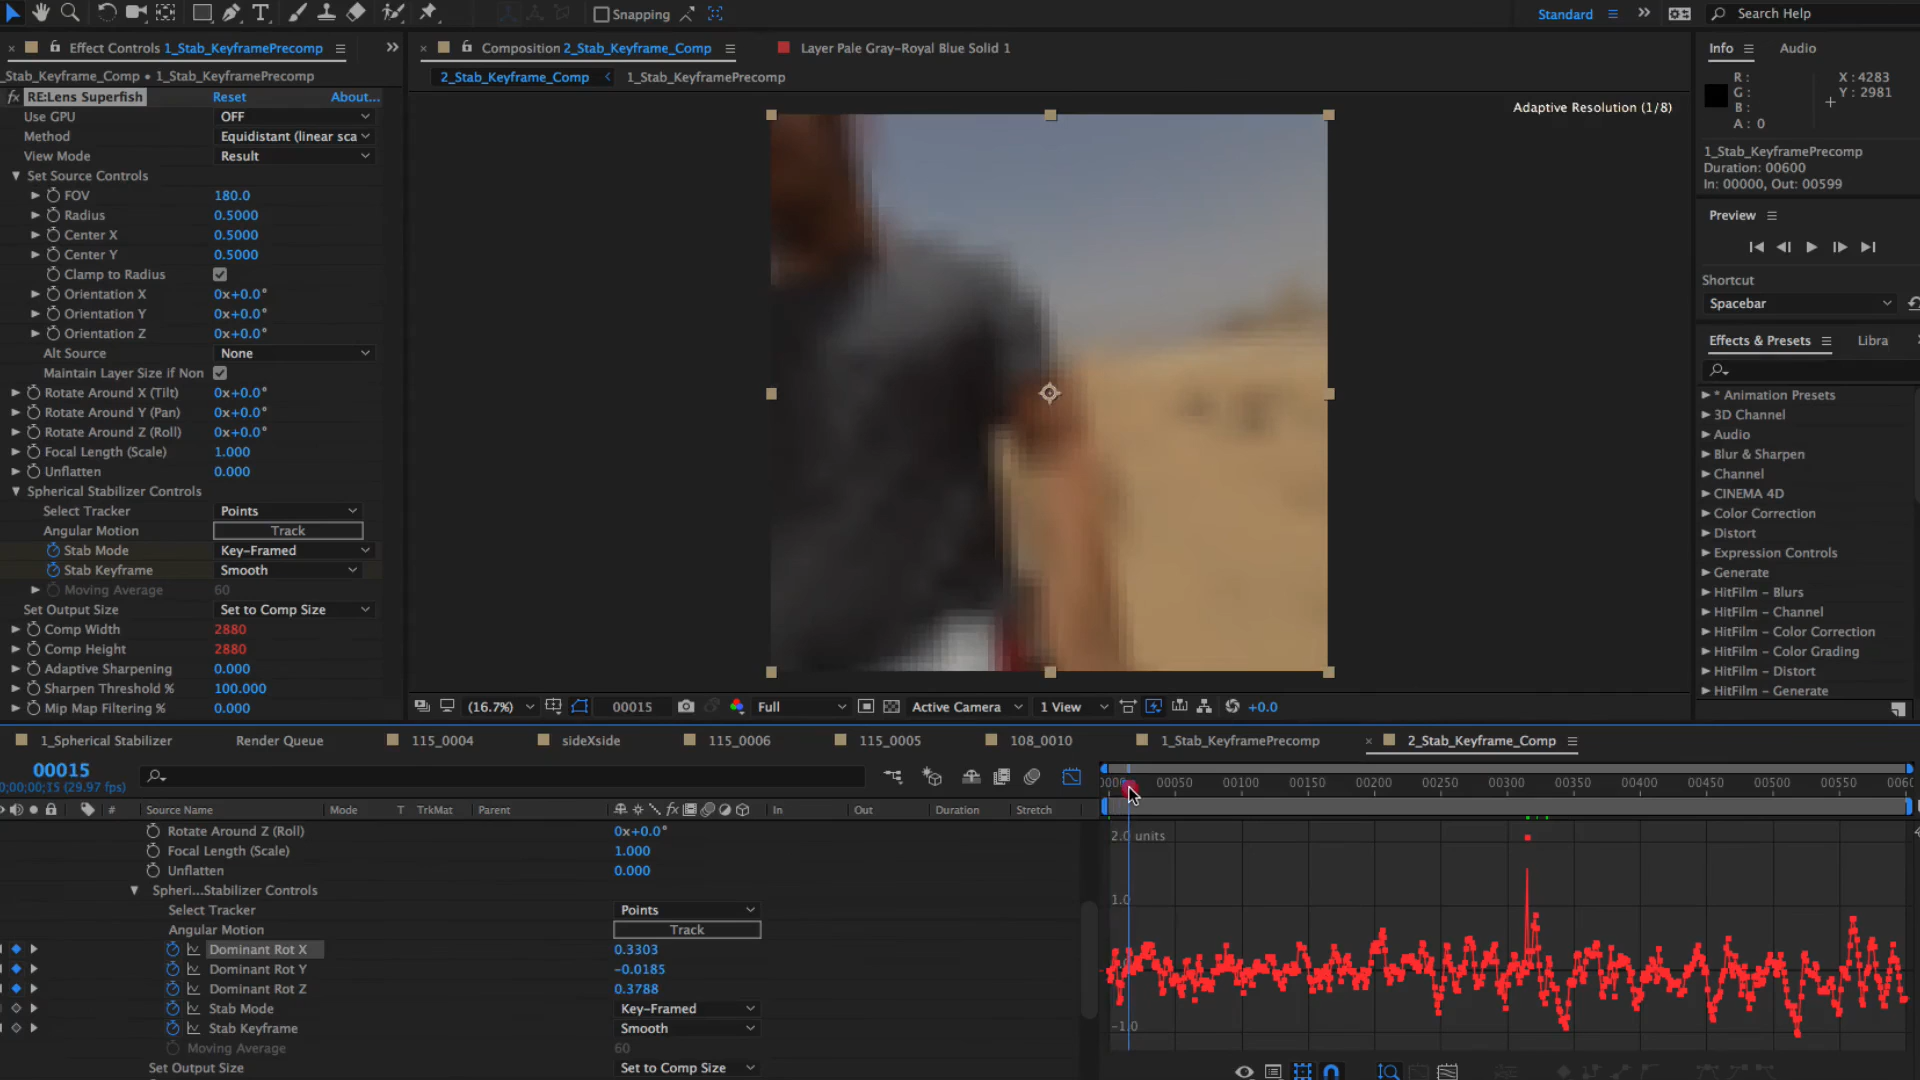 Snapping
Standard
Search Help
Effect Controls 1_Stab_KeyframePrecomp
Composition 2_Stab_Keyframe_Comp
Layer Pale Gray-Royal Blue Solid 1
Info
Audio
_Stab_Keyframe_Comp • 1_Stab_KeyframePrecomp
2_Stab_Keyframe_Comp
1_Stab_KeyframePrecomp
R :
X : 4283
G :
Y : 2981
B :
A : 0
fx RE:Lens Superfish
Reset
About...
Adaptive Resolution (1/8)
Use GPU
OFF
Method
Equidistant (linear sca
View Mode
Result
1_Stab_KeyframePrecomp
Duration: 00600
In: 00000, Out: 00599
Set Source Controls
FOV
180.0
Radius
0.5000
Center X
0.5000
Center Y
0.5000
Clamp to Radius
Orientation X
0x+0.0°
Orientation Y
0x+0.0°
Orientation Z
0x+0.0°
Alt Source
None
Maintain Layer Size if Non
Rotate Around X (Tilt)
0x+0.0°
Rotate Around Y (Pan)
0x+0.0°
Rotate Around Z (Roll)
0x+0.0°
Focal Length (Scale)
1.000
Unflatten
0.000
Spherical Stabilizer Controls
Select Tracker
Points
Angular Motion
Track
Stab Mode
Key-Framed
Stab Keyframe
Smooth
Moving Average
60
Set Output Size
Set to Comp Size
Comp Width
2880
Comp Height
2880
Adaptive Sharpening
0.000
Sharpen Threshold %
100.000
Mip Map Filtering %
0.000
Preview
Shortcut
Spacebar
Effects & Presets
Libra
* Animation Presets
3D Channel
Audio
Blur & Sharpen
Channel
CINEMA 4D
Color Correction
Distort
Expression Controls
Generate
HitFilm - Blurs
HitFilm - Channel
HitFilm - Color Correction
HitFilm - Color Grading
HitFilm - Distort
HitFilm - Generate
(16.7%)
00015
Full
Active Camera
1 View
+0.0
1_Spherical Stabilizer
Render Queue
115_0004
sideXside
115_0006
115_0005
108_0010
1_Stab_KeyframePrecomp
2_Stab_Keyframe_Comp
00015
(29.97 fps)
00050
00100
00150
00200
00250
00300
00350
00400
00450
00500
00550
#
Source Name
Mode
T
TrkMat
Parent
fx
In
Out
Duration
Stretch
Rotate Around Z (Roll)
0x+0.0°
Focal Length (Scale)
1.000
Unflatten
0.000
Spheri...Stabilizer Controls
Select Tracker
Points
Angular Motion
Track
Dominant Rot X
0.3303
Dominant Rot Y
-0.0185
Dominant Rot Z
0.3788
Stab Mode
Key-Framed
Stab Keyframe
Smooth
Moving Average
60
Set Output Size
Set to Comp Size
2.0 units
1.0
-1.0